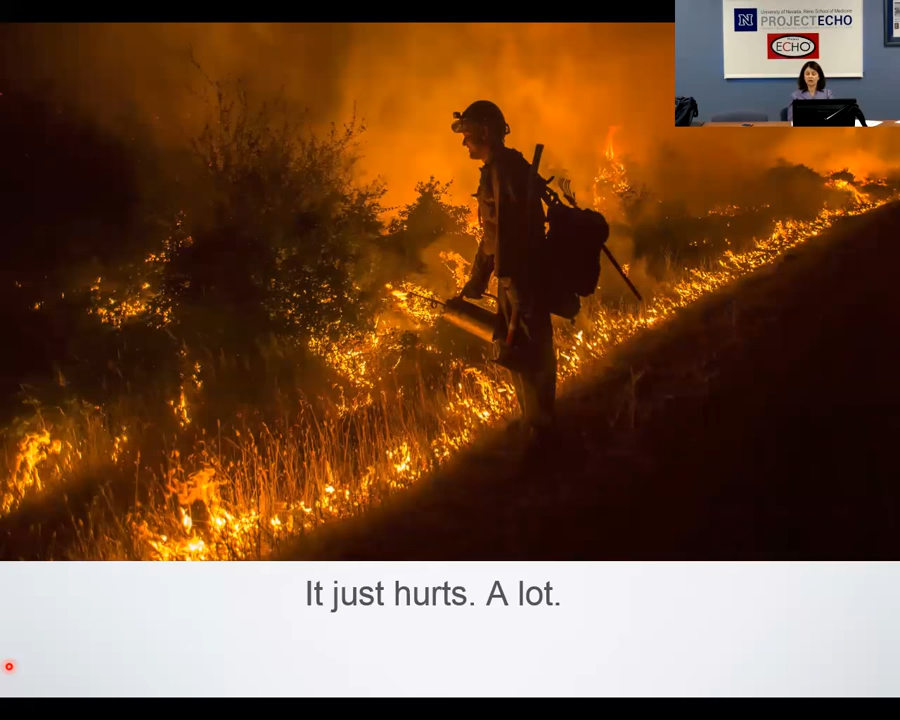 University of Nevada, Reno School of Medicine
PROJECT ECHO
ECHO
It just hurts. A lot.